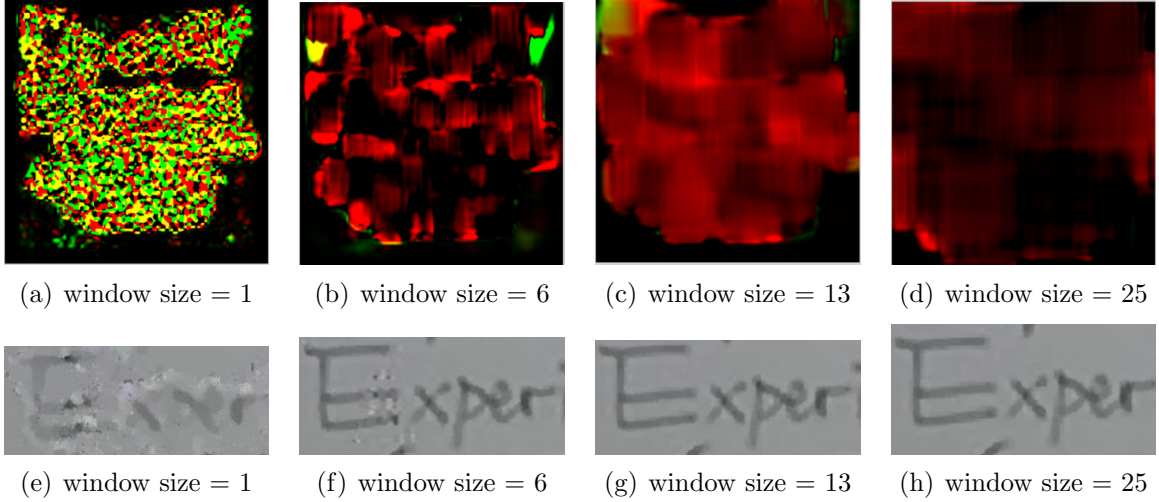 (a) window size = 1
(b) window size = 6
(c) window size = 13
(d) window size = 25
Experi
Experi
Exper
(e) window size = 1
(f) window size = 6
(g) window size = 13
(h) window size = 25